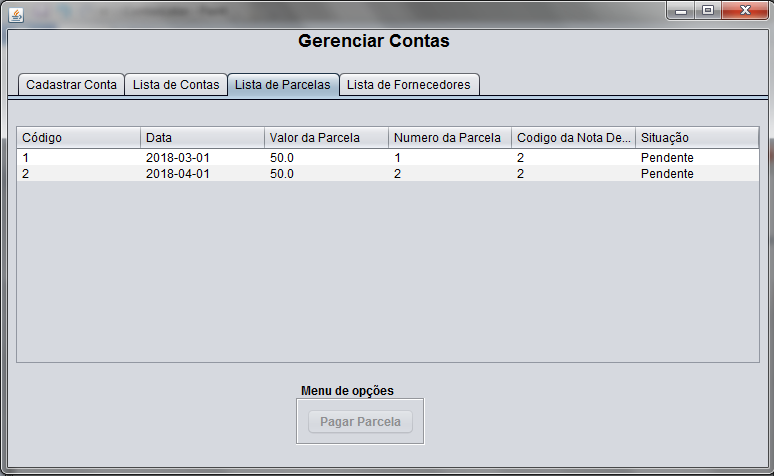 Gerenciar Contas
Cadastrar Conta Lista de Contas Lista de Parcelas Lista de Fornecedores
Código Data Valor da Parcela Numero da Parcela Codigo da Nota De... Situação
1 2018-03-01 50.0 1 2 Pendente
2 2018-04-01 50.0 2 2 Pendente
Menu de opções
Pagar Parcela